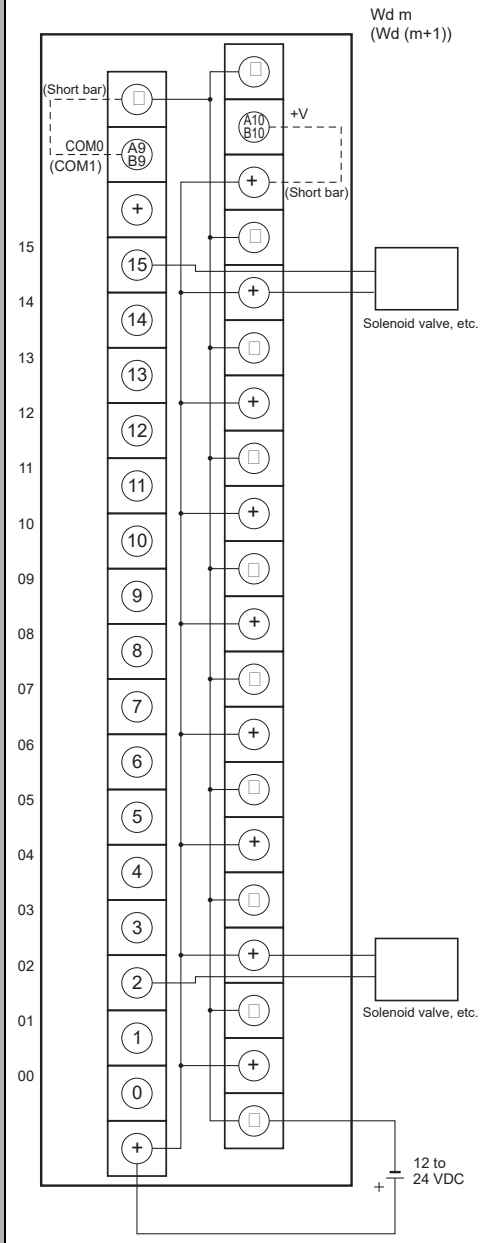 Wd m
(Wd (m+1))
(Short bar)
COM0
(COM1)
A9
B9
A10
B10
+V
(Short bar)
+
+
15
15
14
14
13
13
12
12
11
11
10
10
09
9
08
8
07
7
06
6
05
5
04
4
03
3
02
2
01
1
00
0
+
+
+
+
+
+
+
+
+
Solenoid valve, etc.
Solenoid valve, etc.
12 to
24 VDC
+